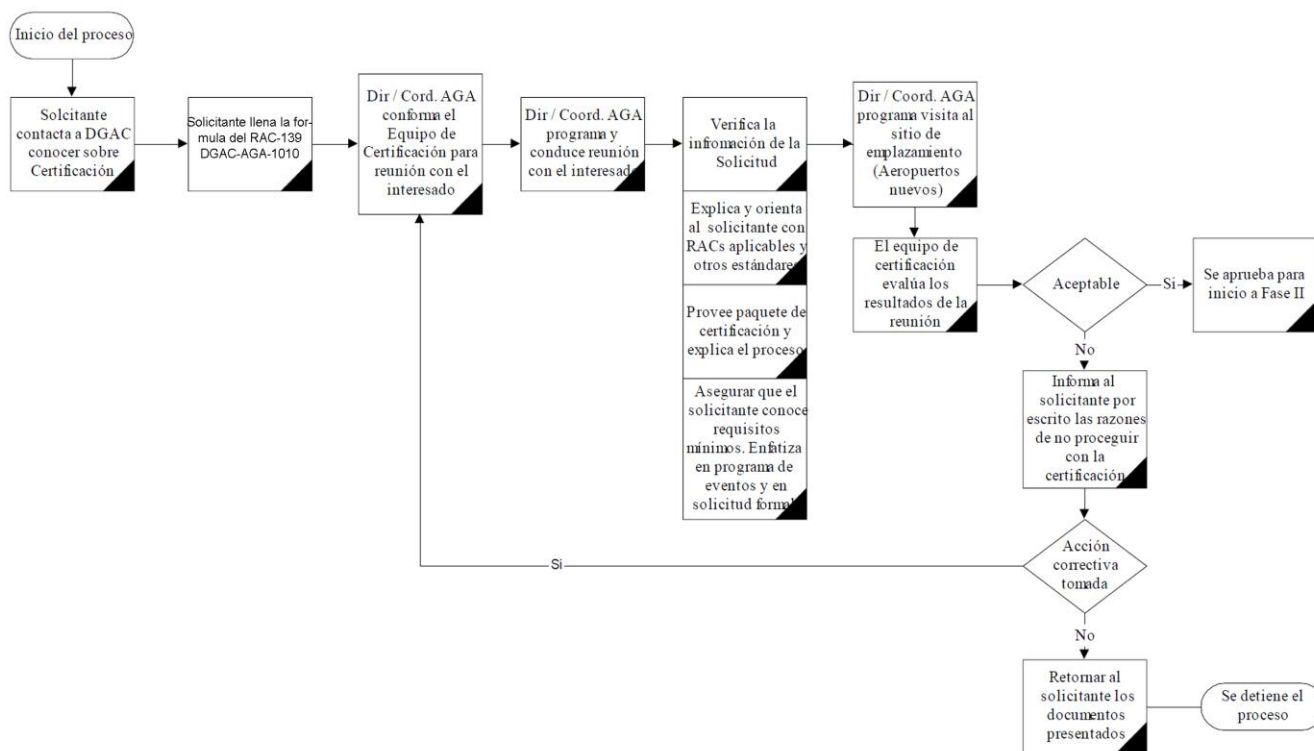 Inicio del proceso
Solcitante
contacta a DGAC
conocer sobre
Certificación
Solicitante llena la for-
mula del RAC-139
DGAC-AGA-1010
Dir / Cord. AGA
conforma el
Equipo de
Certificación para
reunión con el
interesado
Dir / Coord. AGA
programa y
conduce reunión
con el interesado
Verifica la
infromación de la
Solicitud
Explica y orienta
al solicitante con
RACs aplicables y
otros estándares
Provee paquete de
certificación y
explica el proceso
Asegurar que el
solicitante conoce
requisitos
mínimos. Enfatiza
en programa de
eventos y en
solicitud formal
Dir / Coord. AGA
programa visita al
sitio de
emplazamiento
(Aeropuertos
nuevos)
El equipo de
certificación
evalúa los
resultados de la
reunión
Aceptable
Si
Se aprueba para
inicio a Fase II
No
Informa al
solicitante por
escrito las razones
de no proceguir
con la
certificación
Acción
correctiva
tomada
Si
No
Retornar al
solicitante los
documentos
presentados
Se detiene el
proceso